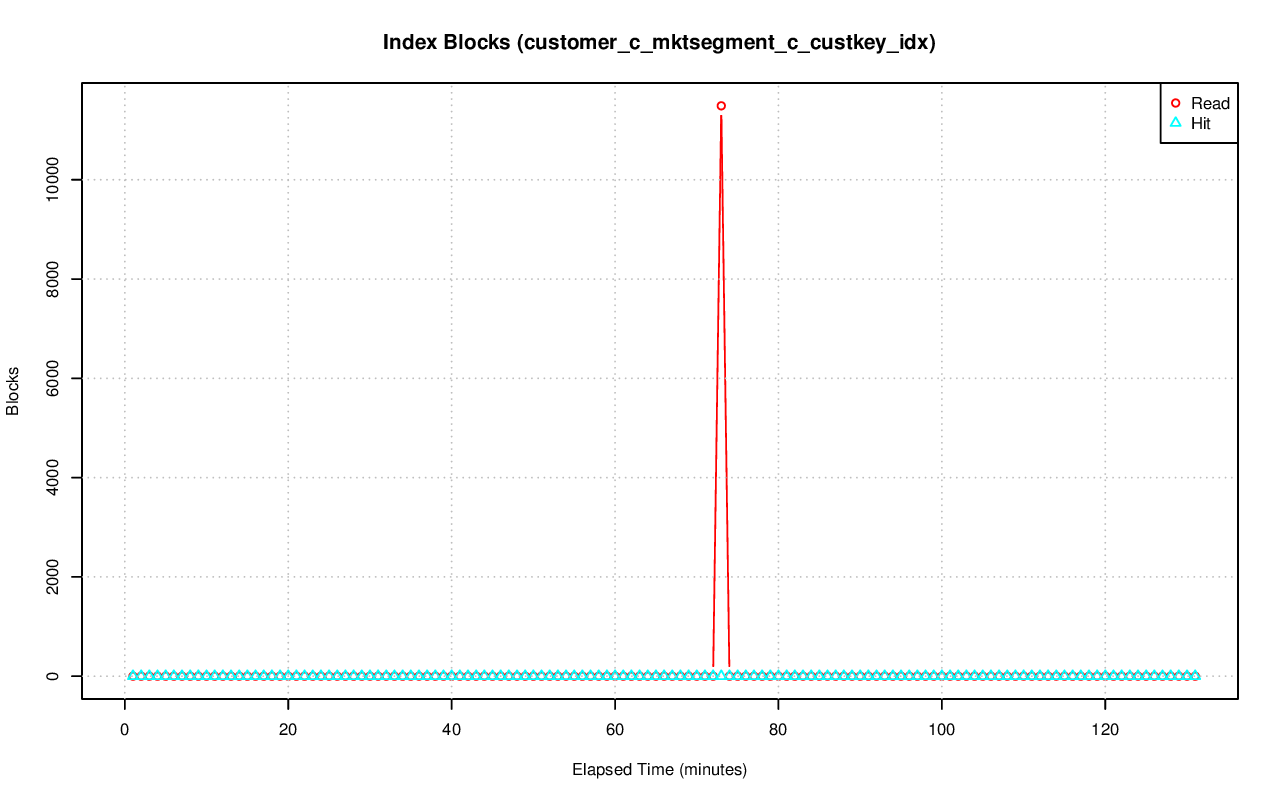 Index Blocks (customer_c_mktsegment_c_custkey_idx)
Read
Hit
Blocks
10000
8000
6000
4000
2000
0
0 20 40 60 80 100 120
Elapsed Time (minutes)